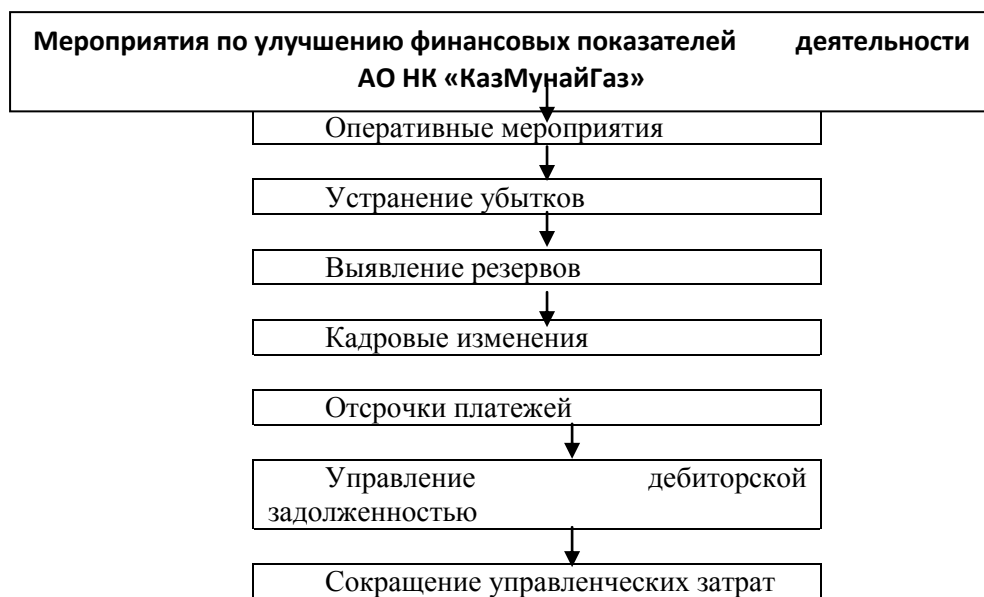 Мероприятия по улучшению финансовых показателей деятельности
АО НК «КазМунайГаз»
Оперативные мероприятия
Устранение убытков
Выявление резервов
Кадровые изменения
Отсрочки платежей
Управление дебиторской
задолженностью
Сокращение управленческих затрат